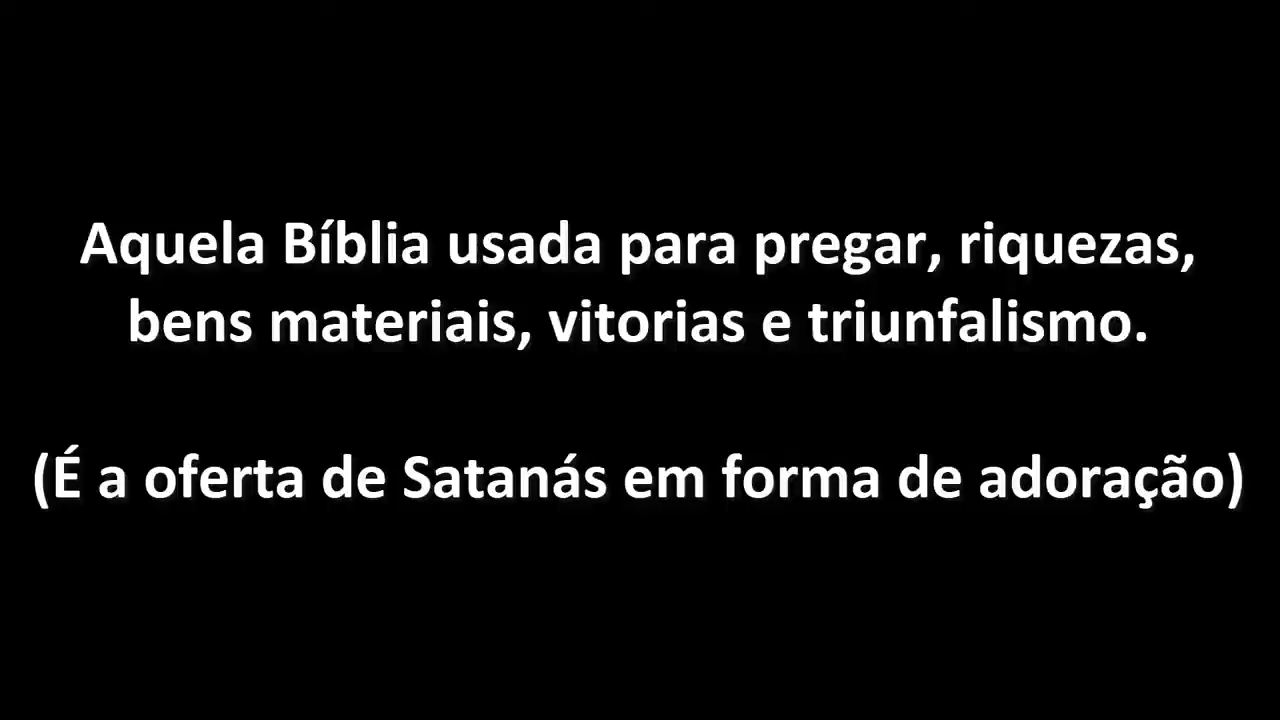 Aquela Bíblia usada para pregar, riquezas,
bens materiais, vitorias e triunfalismo.
(É a oferta de Satanás em forma de adoração)